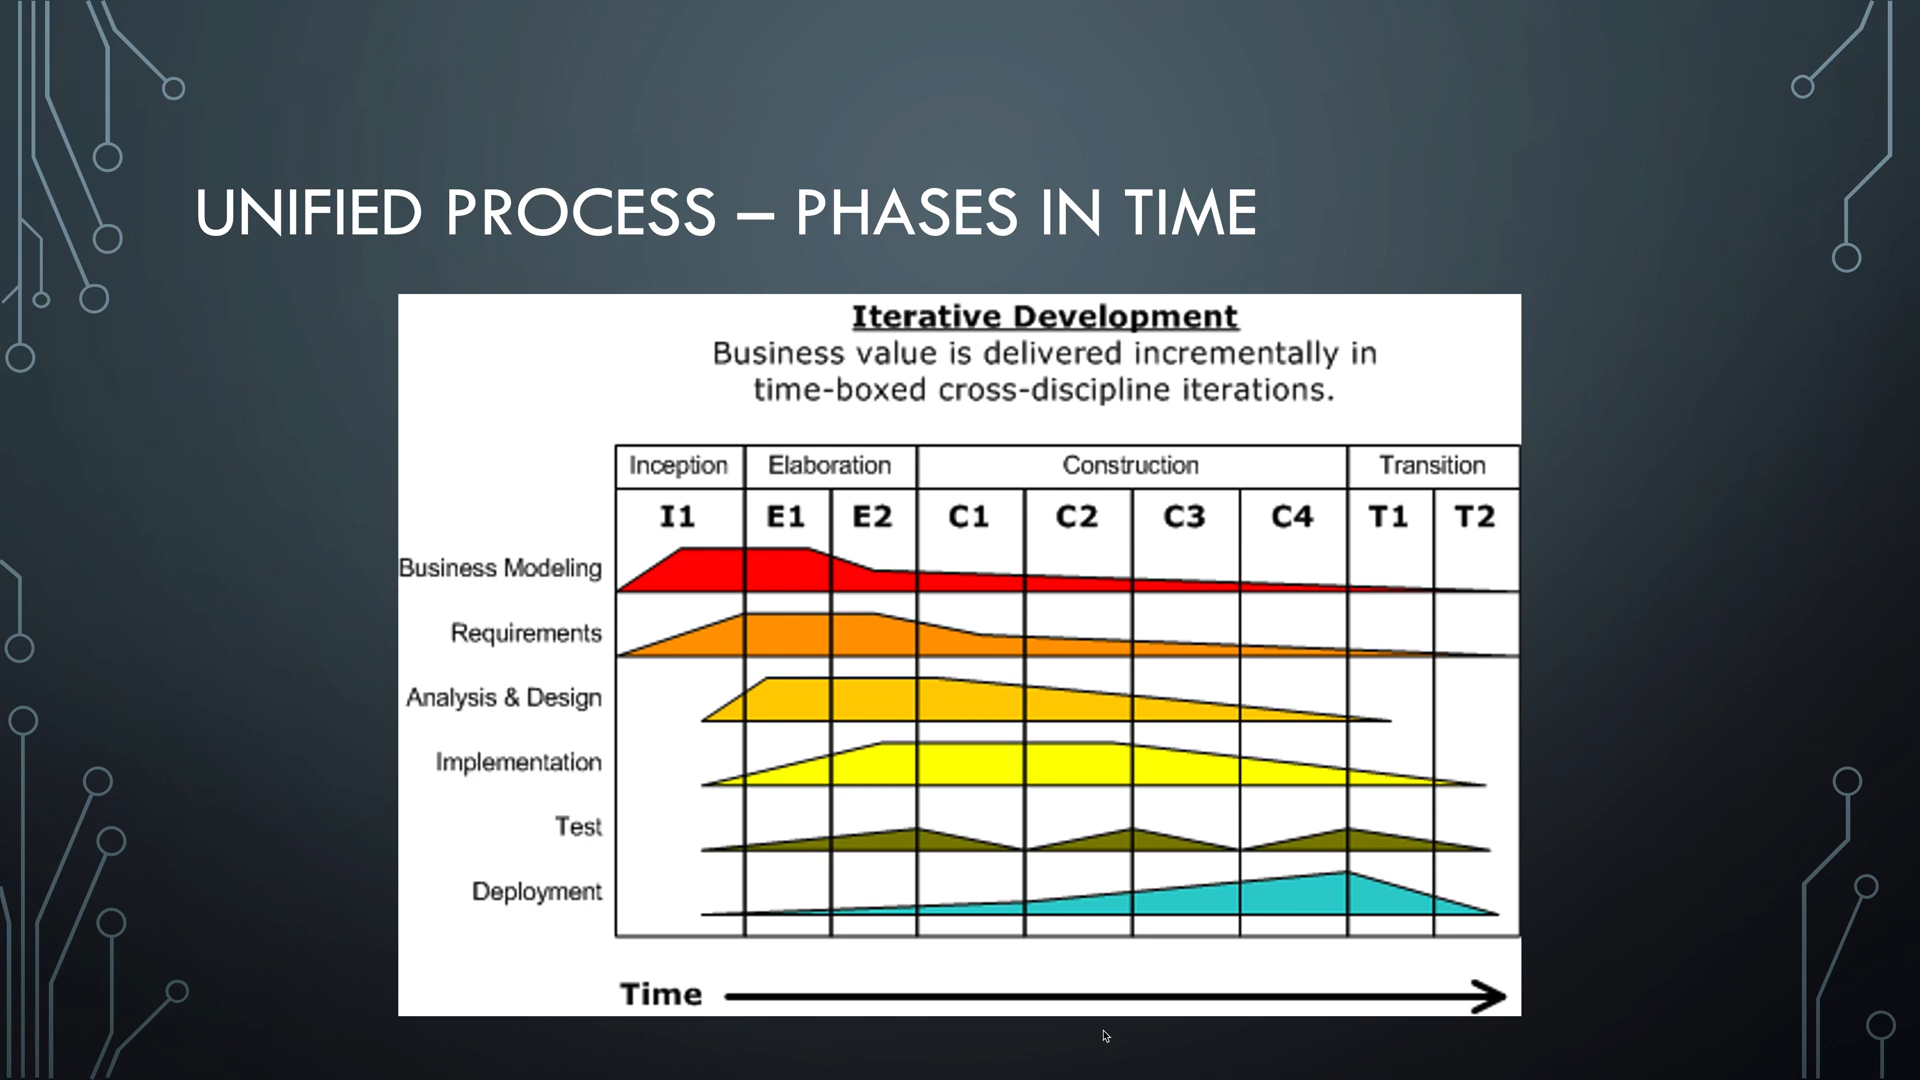 UNIFIED PROCESS – PHASES IN TIME
Iterative Development
Business value is delivered incrementally in
time-boxed cross-discipline iterations.
Inception Elaboration Construction Transition
I1 E1 E2 C1 C2 C3 C4 T1 T2
Business Modeling
Requirements
Analysis & Design
Implementation
Test
Deployment
Time